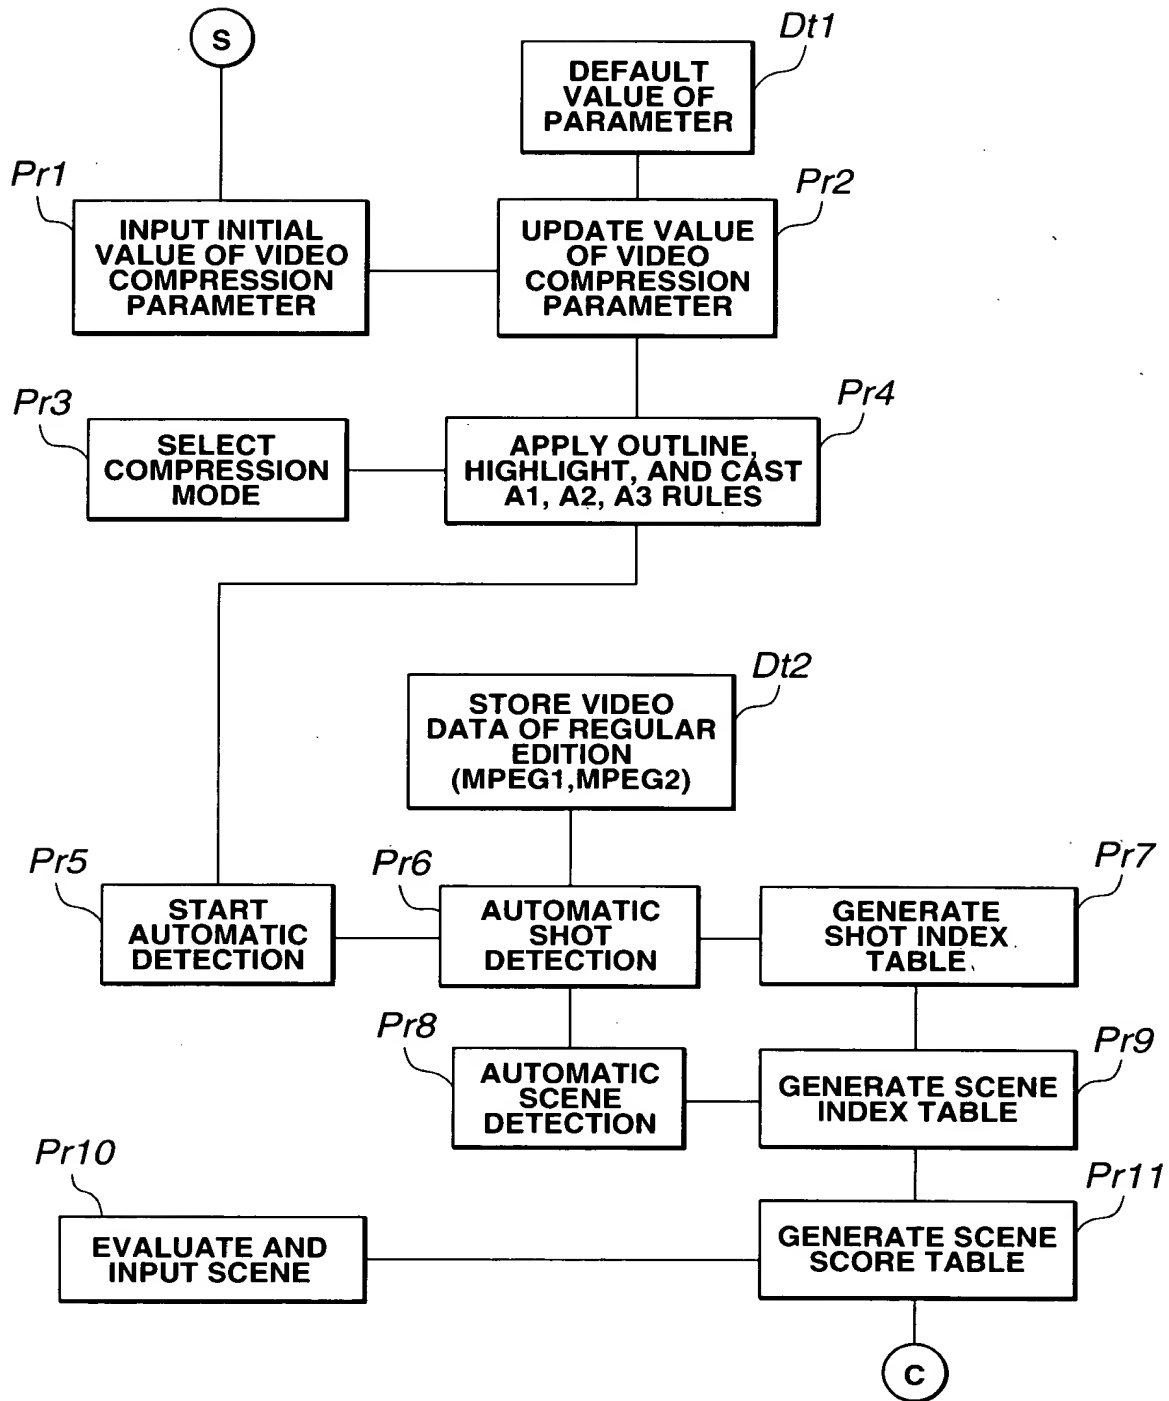 S
Dt1
DEFAULT
VALUE OF
PARAMETER
Pr1
INPUT INITIAL
VALUE OF VIDEO
COMPRESSION
PARAMETER
Pr2
UPDATE VALUE
OF VIDEO
COMPRESSION
PARAMETER
Pr3
SELECT
COMPRESSION
MODE
Pr4
APPLY OUTLINE,
HIGHLIGHT, AND CAST
A1, A2, A3 RULES
Dt2
STORE VIDEO
DATA OF REGULAR
EDITION
(MPEG1,MPEG2)
Pr5
START
AUTOMATIC
DETECTION
Pr6
AUTOMATIC
SHOT
DETECTION
Pr7
GENERATE
SHOT INDEX
TABLE
Pr8
AUTOMATIC
SCENE
DETECTION
Pr9
GENERATE SCENE
INDEX TABLE
Pr10
EVALUATE AND
INPUT SCENE
Pr11
GENERATE SCENE
SCORE TABLE
C